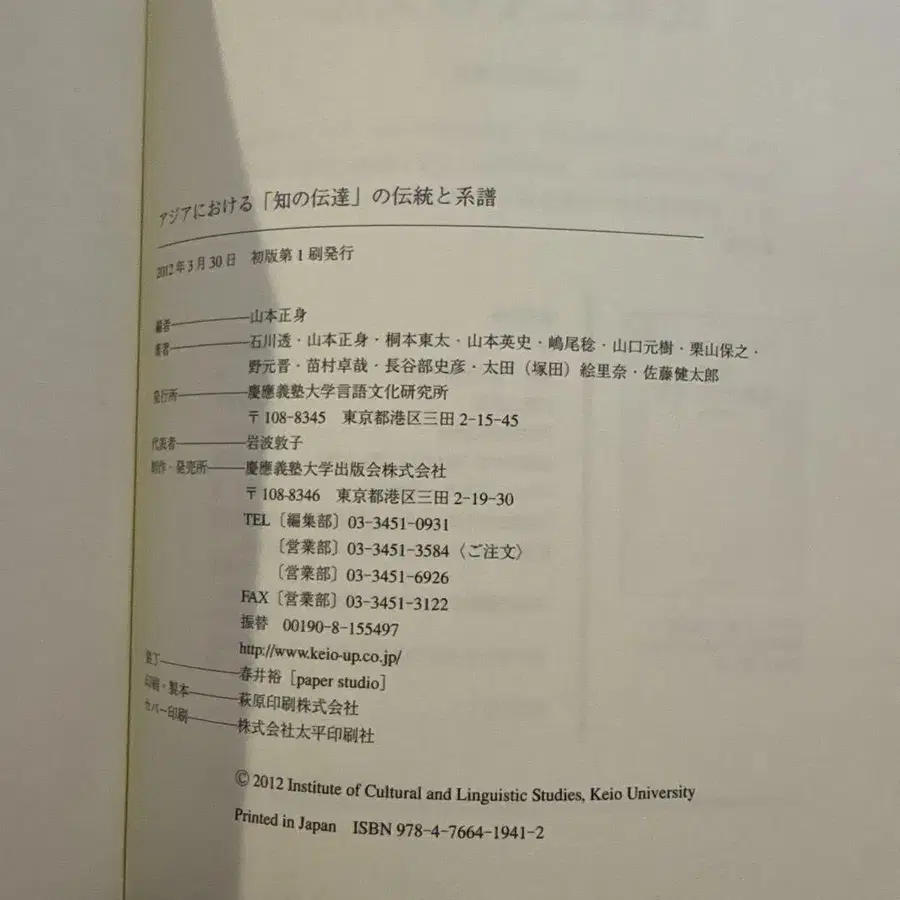 アジアにおける「知の伝達」の伝統と系譜
2012年3月30日　初版第1刷発行
編者――――山本正身
著者――――石川透・山本正身・桐本東太・山本英史・嶋尾稔・山口元樹・栗山保之・
野元晋・苗村卓哉・長谷部史彦・太田（塚田）絵里奈・佐藤健太郎
発行所――――慶應義塾大学言語文化研究所
〒108-8345　東京都港区三田2-15-45
代表者――――岩波敦子
制作・発売所――慶應義塾大学出版会株式会社
〒108-8346　東京都港区三田2-19-30
TEL〔編集部〕03-3451-0931
〔営業部〕03-3451-3584〈ご注文〉
〔営業部〕03-3451-6926
FAX〔営業部〕03-3451-3122
振替　00190-8-155497
http://www.keio-up.co.jp/
装丁――――春井裕［paper studio］
印刷・製本――萩原印刷株式会社
カバー印刷――株式会社太平印刷社
© 2012 Institute of Cultural and Linguistic Studies, Keio University
Printed in Japan　ISBN 978-4-7664-1941-2